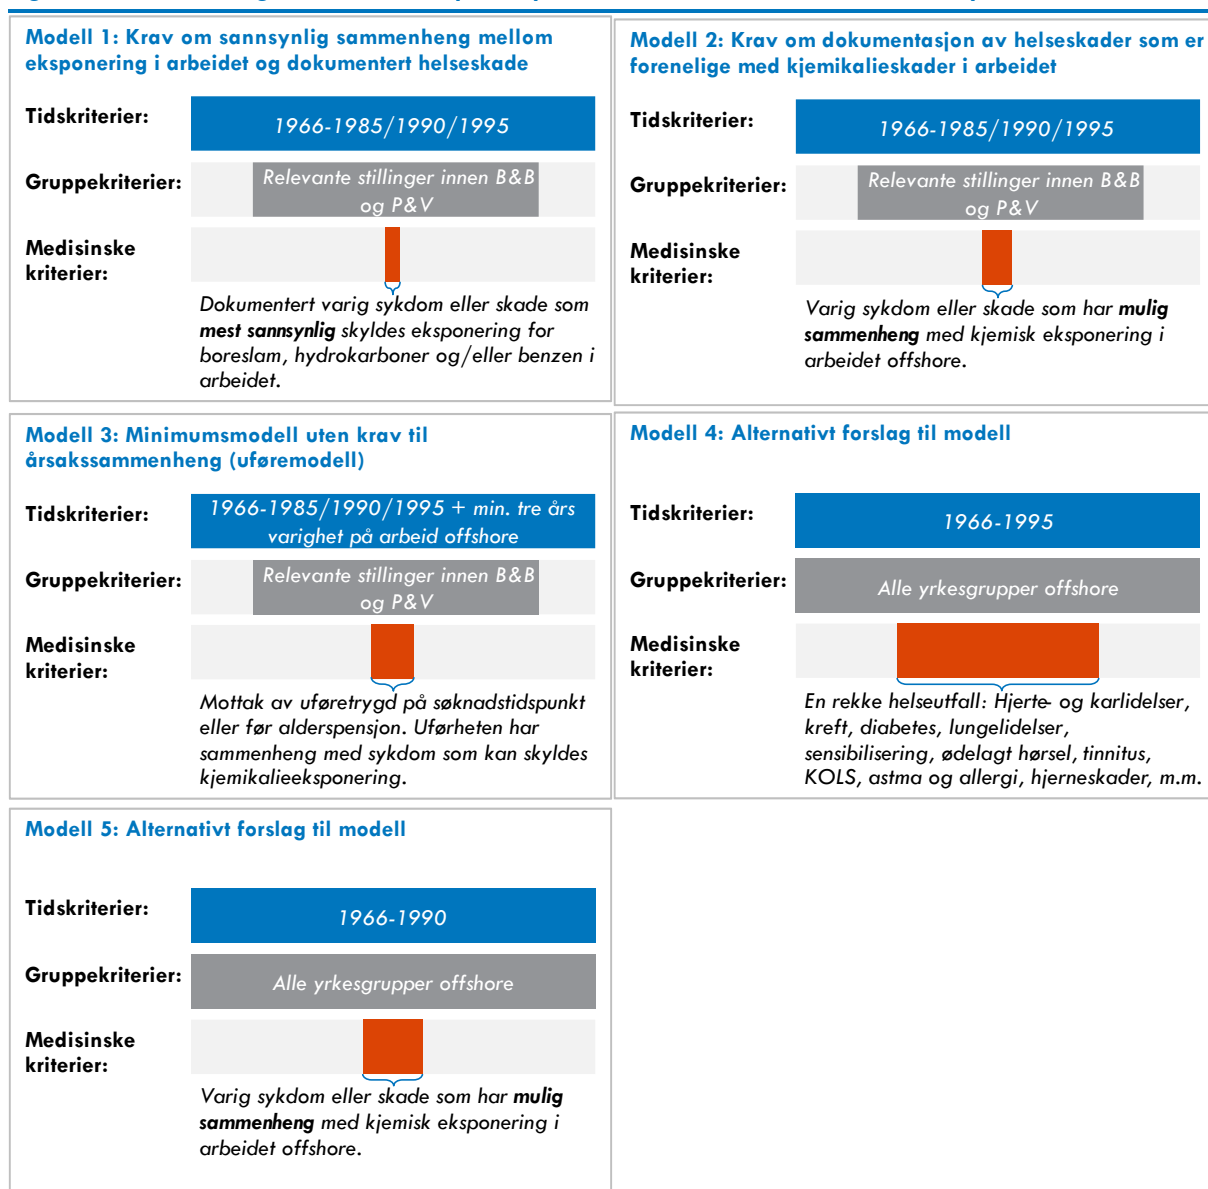 Modell 1: Krav om sannsynlig sammenheng mellom
eksponering i arbeidet og dokumentert helseskade
Tidskriterier:
1966-1985/1990/1995
Gruppekriterier:
Relevante stillinger innen B&B
og P&V
Medisinske
kriterier:
Dokumentert varig sykdom eller skade som
mest sannsynlig skyldes eksponering for
boreslam, hydrokarboner og/eller benzen i
arbeidet.
Modell 2: Krav om dokumentasjon av helseskader som er
forenelige med kjemikalieskader i arbeidet
Tidskriterier:
1966-1985/1990/1995
Gruppekriterier:
Relevante stillinger innen B&B
og P&V
Medisinske
kriterier:
Varig sykdom eller skade som har mulig
sammenheng med kjemisk eksponering i
arbeidet offshore.
Modell 3: Minimumsmodell uten krav til
årsakssammenheng (uføremodell)
Tidskriterier:
1966-1985/1990/1995 + min. tre års
varighet på arbeid offshore
Gruppekriterier:
Relevante stillinger innen B&B
og P&V
Medisinske
kriterier:
Mottak av uføretrygd på søknadstidspunkt
eller før alderspensjon. Uførheten har
sammenheng med sykdom som kan skyldes
kjemikalieeksponering.
Modell 4: Alternativt forslag til modell
Tidskriterier:
1966-1995
Gruppekriterier:
Alle yrkesgrupper offshore
Medisinske
kriterier:
En rekke helseutfall: Hjerte- og karlidelser,
kreft, diabetes, lungelidelser,
sensibilisering, ødelagt hørsel, tinnitus,
KOLS, astma og allergi, hjerneskader, m.m.
Modell 5: Alternativt forslag til modell
Tidskriterier:
1966-1990
Gruppekriterier:
Alle yrkesgrupper offshore
Medisinske
kriterier:
Varig sykdom eller skade som har mulig
sammenheng med kjemisk eksponering i
arbeidet offshore.